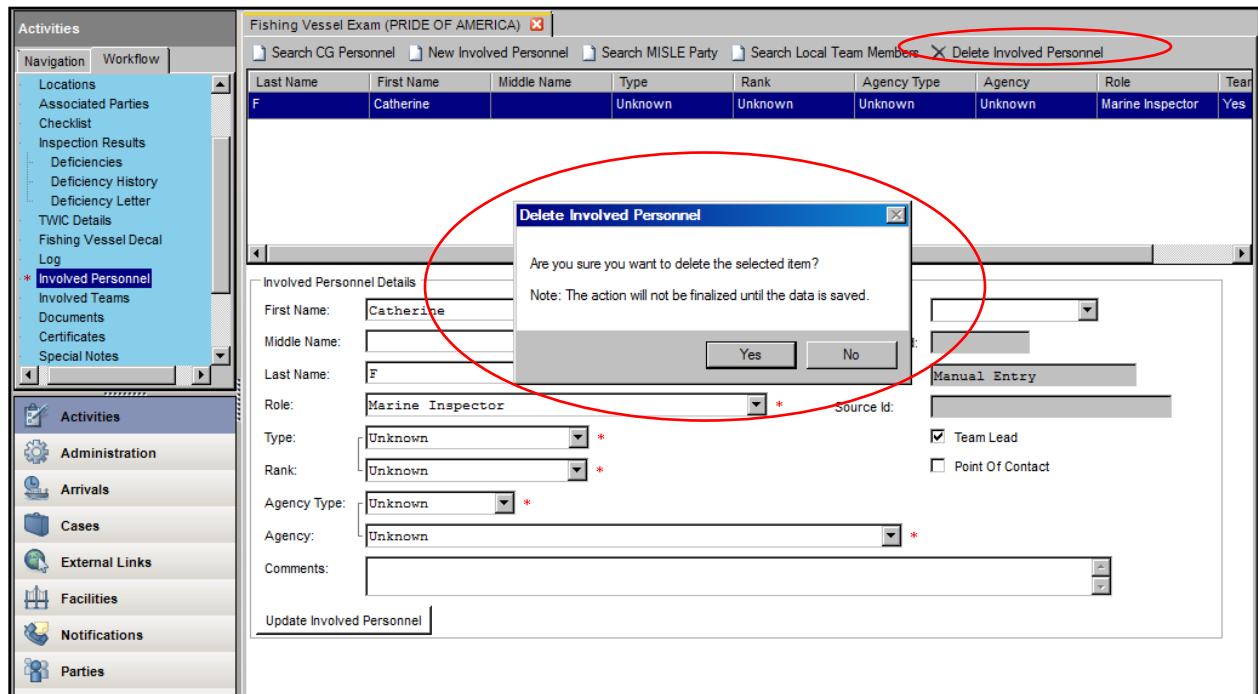 Activities
Navigation Workflow
Locations
Associated Parties
Checklist
Inspection Results
Deficiencies
Deficiency History
Deficiency Letter
TWIC Details
Fishing Vessel Decal
Log
* Involved Personnel
Involved Teams
Documents
Certificates
Special Notes
Activities
Administration
Arrivals
Cases
External Links
Facilities
Notifications
Parties
Fishing Vessel Exam (PRIDE OF AMERICA)
Search CG Personnel New Involved Personnel Search MISLE Party Search Local Team Members Delete Involved Personnel
Last Name First Name Middle Name Type Rank Agency Type Agency Role
F Catherine Unknown Unknown Unknown Unknown Marine Inspector Yes
Delete Involved Personnel
Are you sure you want to delete the selected item?
Note: The action will not be finalized until the data is saved.
Yes No
Involved Personnel Details
First Name: Catherine
Middle Name:
Last Name: F Manual Entry
Role: Marine Inspector * Source Id:
Type: Unknown * Team Lead
Rank: Unknown * Point Of Contact
Agency Type: Unknown *
Agency: Unknown *
Comments:
Update Involved Personnel